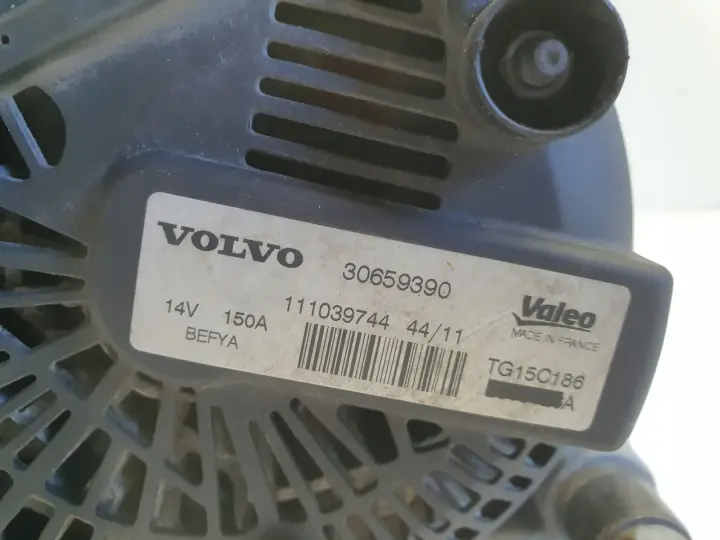 VOLVO 30659390
14V 150A 111039744 44/11 Valeo
BEFYA MADE IN FRANCE
TG15C186
A